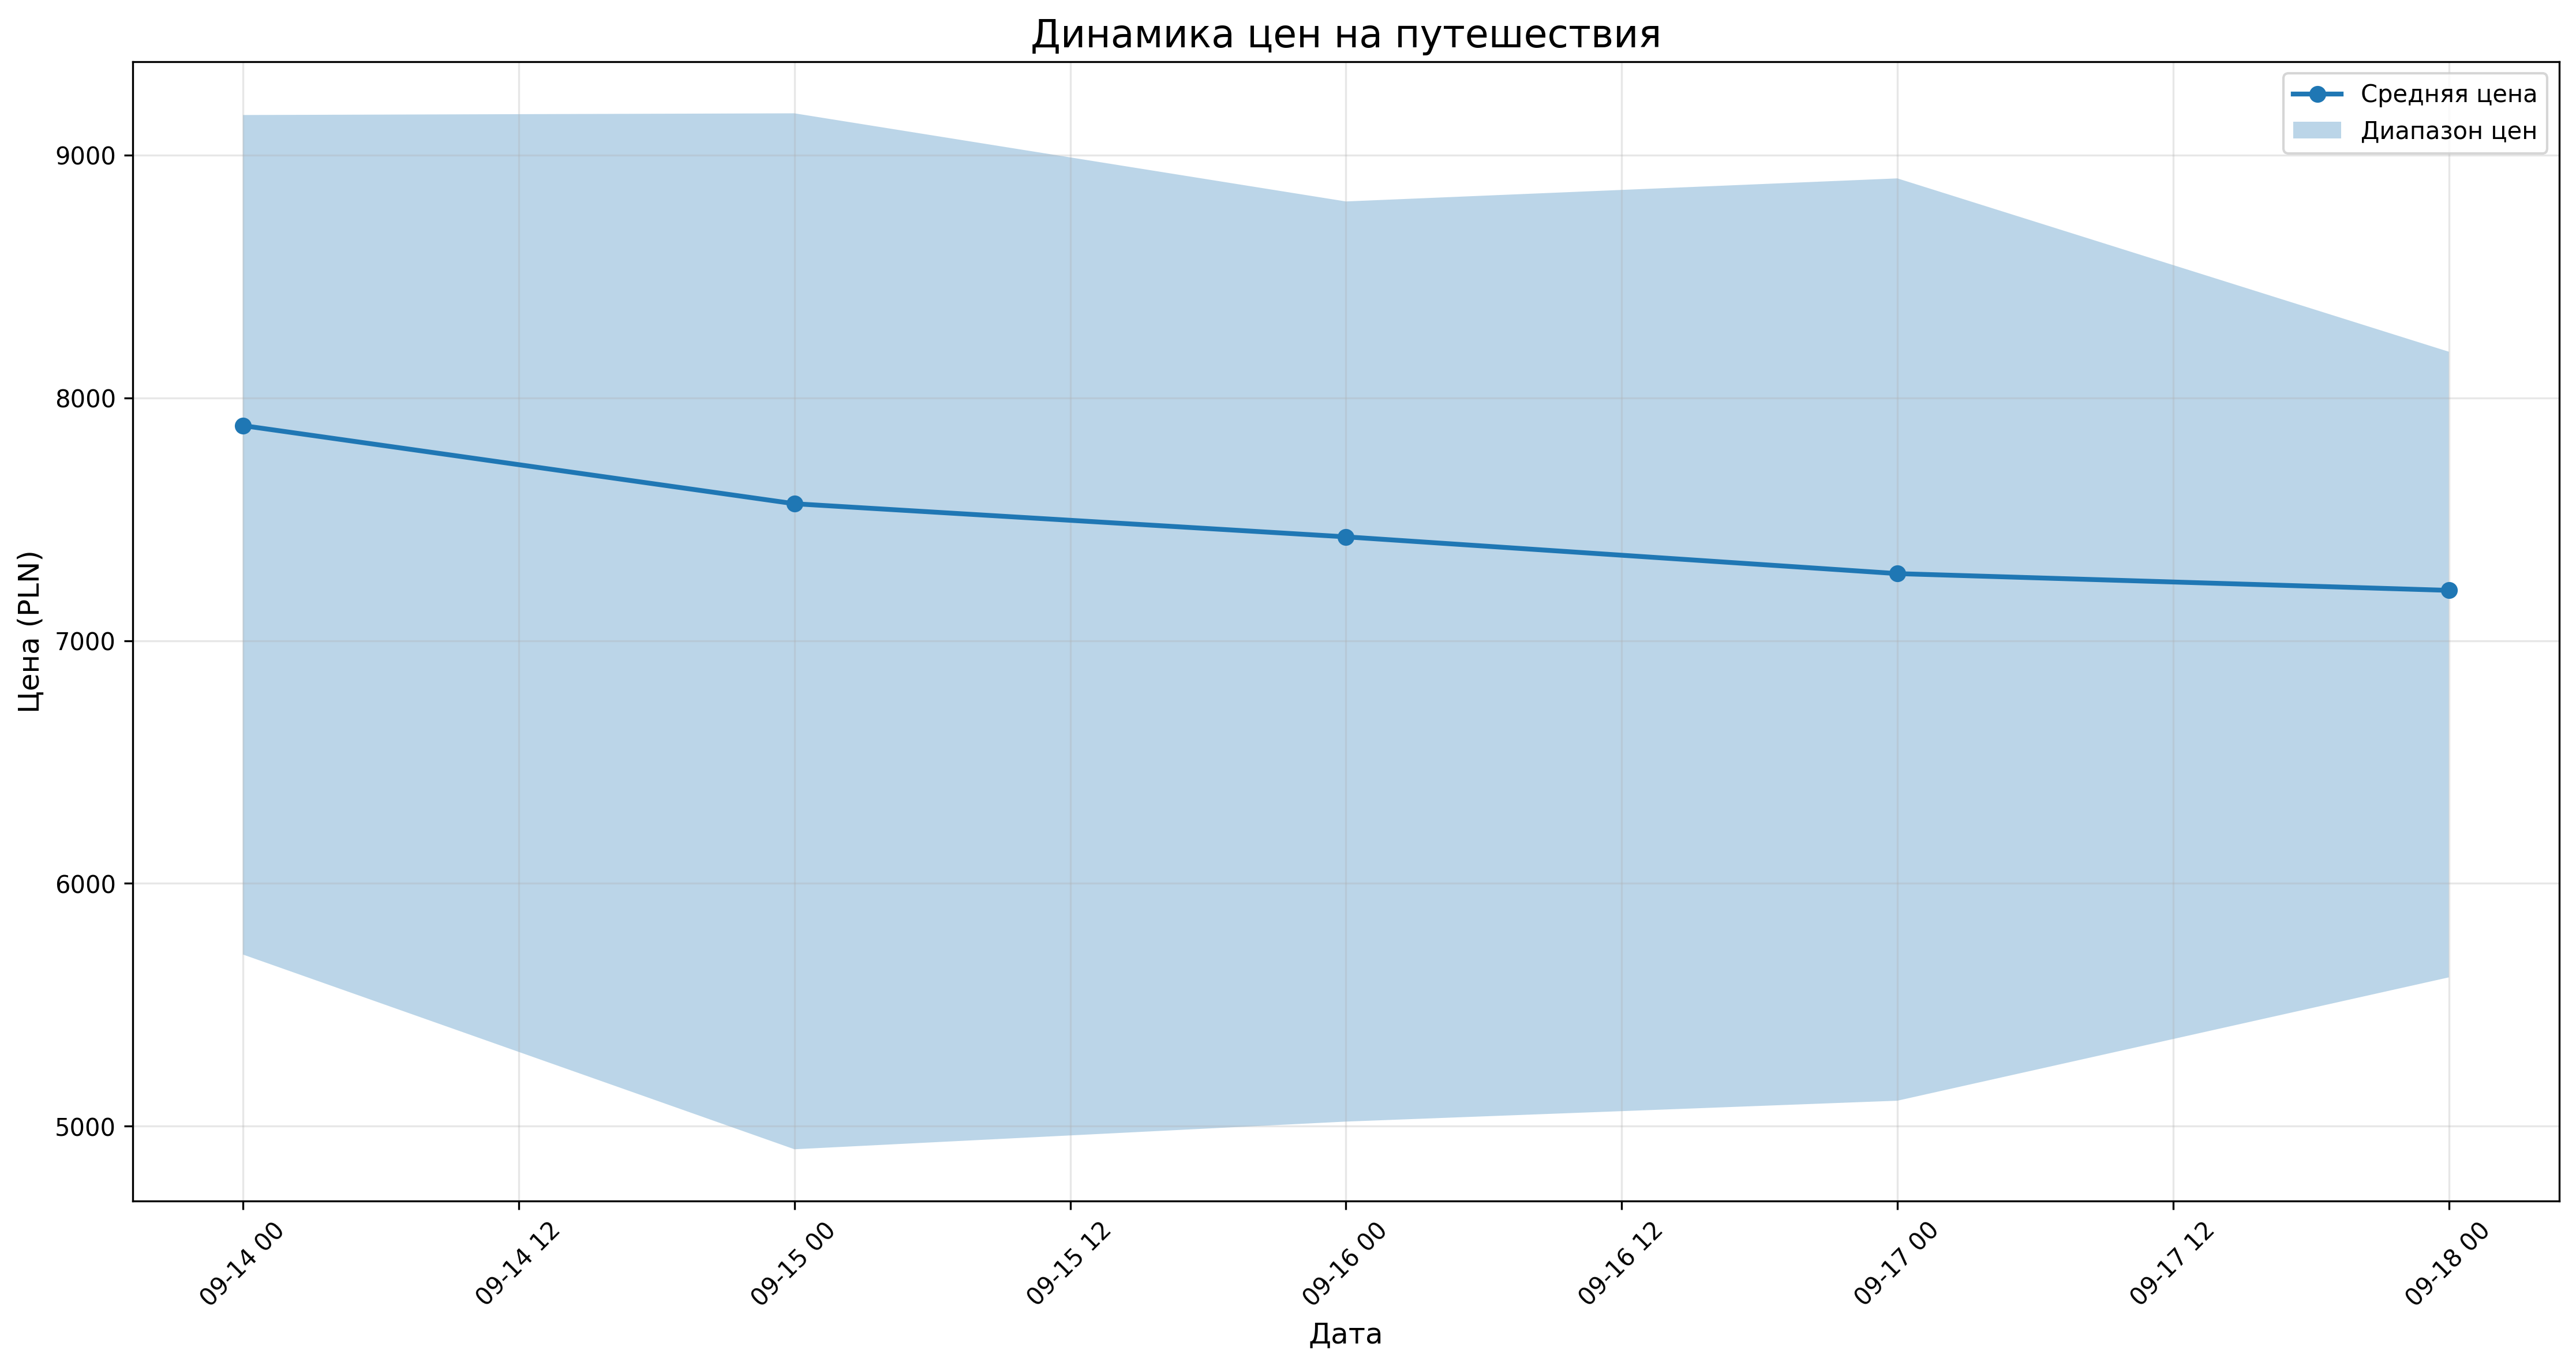 Динамика цен на путешествия
Средняя цена
Диапазон цен
Цена (PLN)
9000
8000
7000
6000
5000
09-14 00
09-14 12
09-15 00
09-15 12
09-16 00
09-16 12
09-17 00
09-17 12
09-18 00
Дата